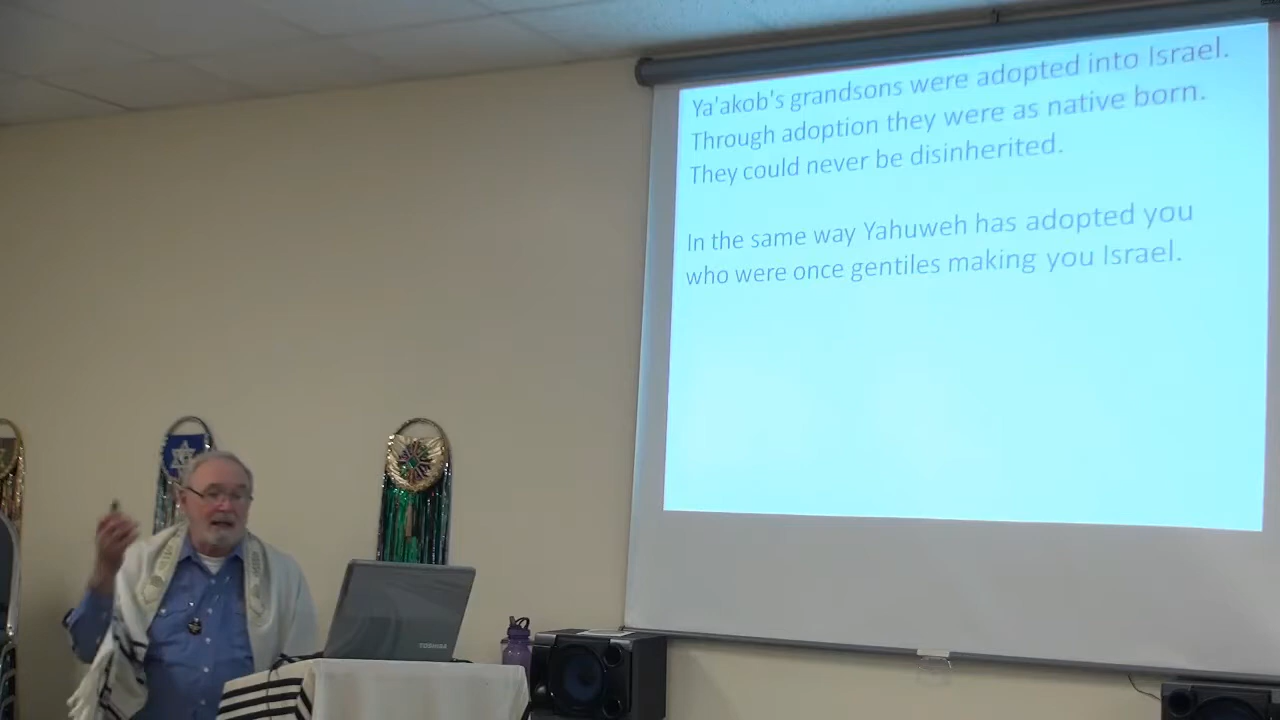 Ya'akob's grandsons were adopted into Israel.
Through adoption they were as native born.
They could never be disinherited.
In the same way Yahuweh has adopted you
who were once gentiles making you Israel.
TOSHIBA